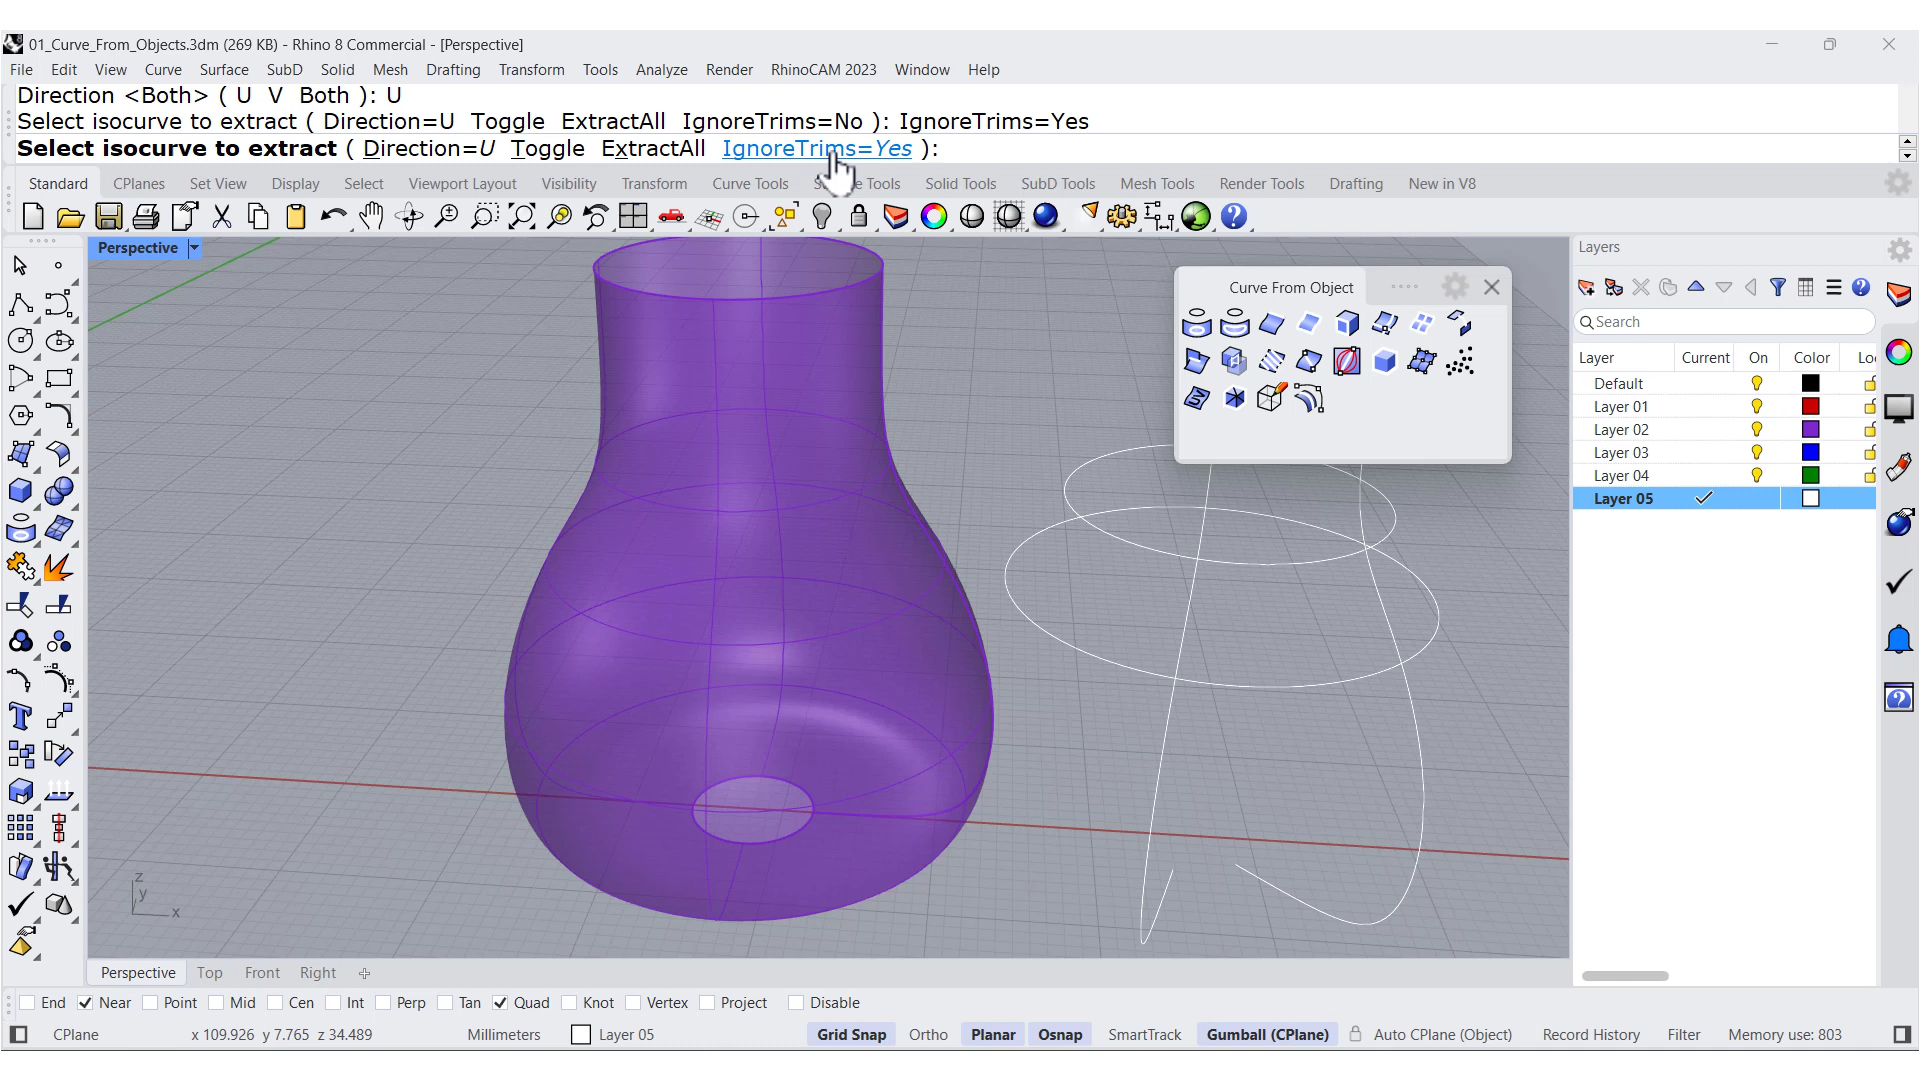 01_Curve_From_Objects.3dm (269 KB) - Rhino 8 Commercial - [Perspective]
File Edit View Curve Surface SubD Solid Mesh Drafting Transform Tools Analyze Render RhinoCAM 2023 Window Help
Direction <Both> ( U V Both ): U
Select isocurve to extract ( Direction=U Toggle ExtractAll IgnoreTrims=No ): IgnoreTrims=Yes
Select isocurve to extract ( Direction=U Toggle ExtractAll IgnoreTrims=Yes ):
Standard CPlanes Set View Display Select Viewport Layout Visibility Transform Curve Tools Tools Solid Tools SubD Tools Mesh Tools Render Tools Drafting New in V8
Perspective
Layers
Curve From Object
Search
Layer Current On Color Lo
Default
Layer 01
Layer 02
Layer 03
Layer 04
Layer 05
z
y
x
Perspective Top Front Right
End Near Point Mid Cen Int Perp Tan Quad Knot Vertex Project Disable
CPlane x 109.926 y 7.765 z 34.489 Millimeters Layer 05 Grid Snap Ortho Planar Osnap SmartTrack Gumball (CPlane) Auto CPlane (Object) Record History Filter Memory use: 803